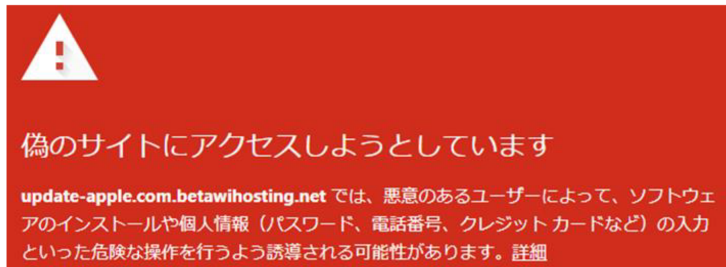 偽のサイトにアクセスしようとしています
update-apple.com.betawihosting.net では、悪意のあるユーザーによって、ソフトウェ
アのインストールや個人情報（パスワード、電話番号、クレジット カードなど）の入力
といった危険な操作を行うよう誘導される可能性があります。詳細